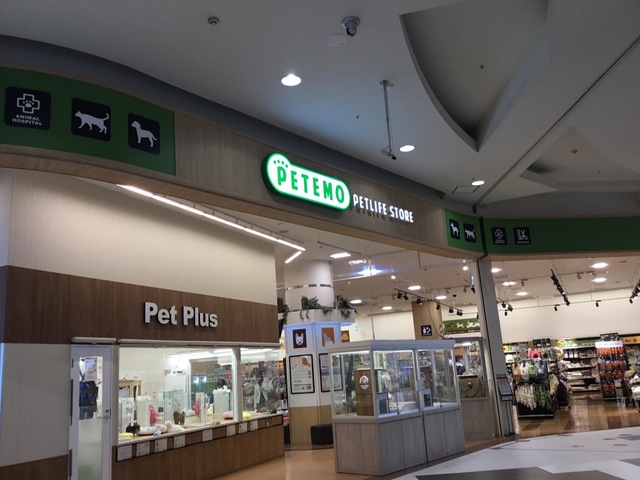 ANIMAL
HOSPITAL
PETEMO
PETLIFE STORE
Pet Plus